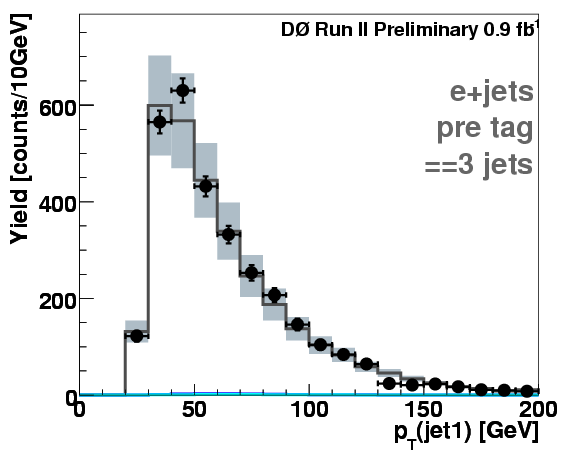 DØ Run II Preliminary 0.9 fb⁻¹
e+jets
pre tag
==3 jets
Yield [counts/10GeV]
600
400
200
0
0 50 100 150 200
p_T(jet1) [GeV]